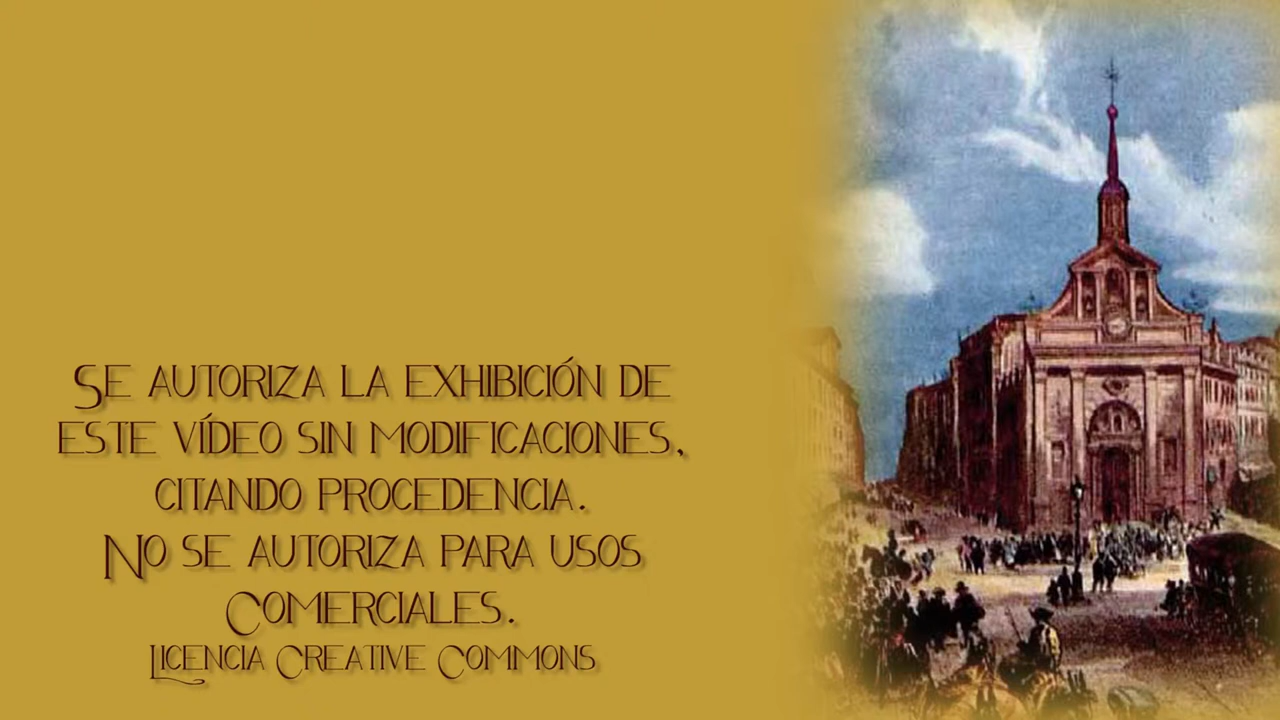 Se autoriza la exhibición de
este vídeo sin modificaciones,
citando procedencia.
No se autoriza para usos
Comerciales.
Licencia Creative Commons